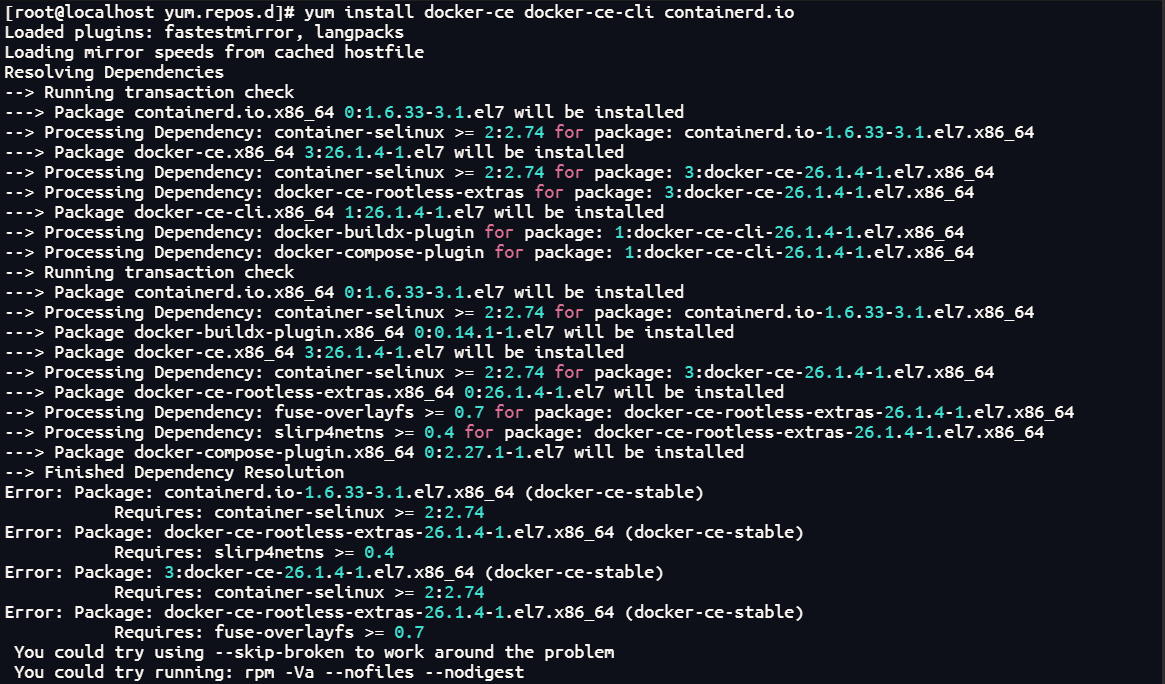 [root@localhost yum.repos.d]# yum install docker-ce docker-ce-cli containerd.io
Loaded plugins: fastestmirror, langpacks
Loading mirror speeds from cached hostfile
Resolving Dependencies
--> Running transaction check
---> Package containerd.io.x86_64 0:1.6.33-3.1.el7 will be installed
--> Processing Dependency: container-selinux >= 2:2.74 for package: containerd.io-1.6.33-3.1.el7.x86_64
---> Package docker-ce.x86_64 3:26.1.4-1.el7 will be installed
--> Processing Dependency: container-selinux >= 2:2.74 for package: 3:docker-ce-26.1.4-1.el7.x86_64
--> Processing Dependency: docker-ce-rootless-extras for package: 3:docker-ce-26.1.4-1.el7.x86_64
---> Package docker-ce-cli.x86_64 1:26.1.4-1.el7 will be installed
--> Processing Dependency: docker-buildx-plugin for package: 1:docker-ce-cli-26.1.4-1.el7.x86_64
--> Processing Dependency: docker-compose-plugin for package: 1:docker-ce-cli-26.1.4-1.el7.x86_64
--> Running transaction check
---> Package containerd.io.x86_64 0:1.6.33-3.1.el7 will be installed
--> Processing Dependency: container-selinux >= 2:2.74 for package: containerd.io-1.6.33-3.1.el7.x86_64
---> Package docker-buildx-plugin.x86_64 0:0.14.1-1.el7 will be installed
---> Package docker-ce.x86_64 3:26.1.4-1.el7 will be installed
--> Processing Dependency: container-selinux >= 2:2.74 for package: 3:docker-ce-26.1.4-1.el7.x86_64
---> Package docker-ce-rootless-extras.x86_64 0:26.1.4-1.el7 will be installed
--> Processing Dependency: fuse-overlayfs >= 0.7 for package: docker-ce-rootless-extras-26.1.4-1.el7.x86_64
--> Processing Dependency: slirp4netns >= 0.4 for package: docker-ce-rootless-extras-26.1.4-1.el7.x86_64
---> Package docker-compose-plugin.x86_64 0:2.27.1-1.el7 will be installed
--> Finished Dependency Resolution
Error: Package: containerd.io-1.6.33-3.1.el7.x86_64 (docker-ce-stable)
Requires: container-selinux >= 2:2.74
Error: Package: docker-ce-rootless-extras-26.1.4-1.el7.x86_64 (docker-ce-stable)
Requires: slirp4netns >= 0.4
Error: Package: 3:docker-ce-26.1.4-1.el7.x86_64 (docker-ce-stable)
Requires: container-selinux >= 2:2.74
Error: Package: docker-ce-rootless-extras-26.1.4-1.el7.x86_64 (docker-ce-stable)
Requires: fuse-overlayfs >= 0.7
You could try using --skip-broken to work around the problem
You could try running: rpm -Va --nofiles --nodigest